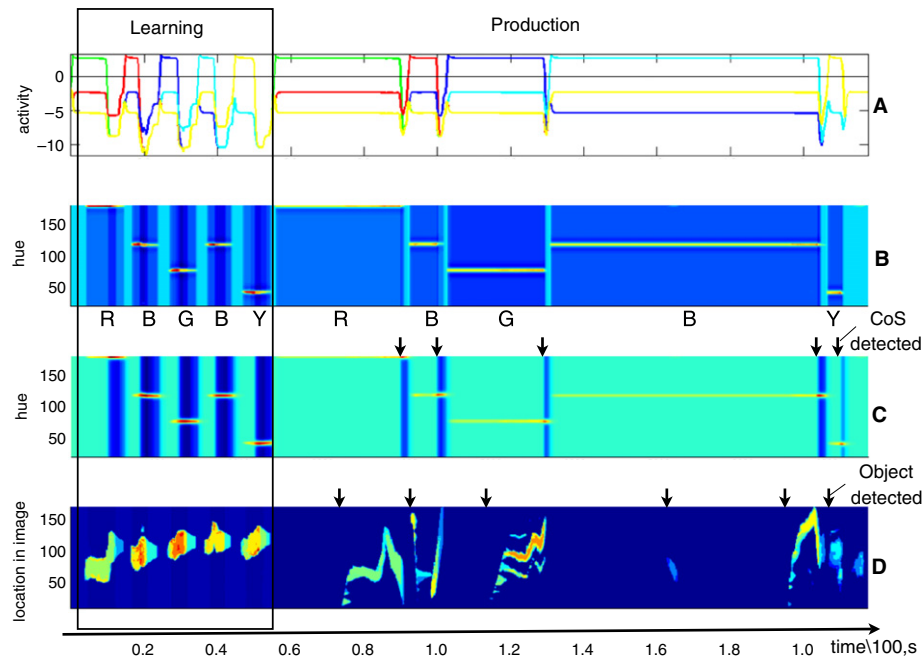 Learning
Production
activity
0
−5
−10
A
hue
150
100
50
B
R B G B Y
R B G B Y
CoS
detected
hue
150
100
50
C
Object
detected
location in image
150
100
50
D
0.2 0.4 0.6 0.8 1.0 1.2 1.4 1.6 1.8 1.0
time\100,s